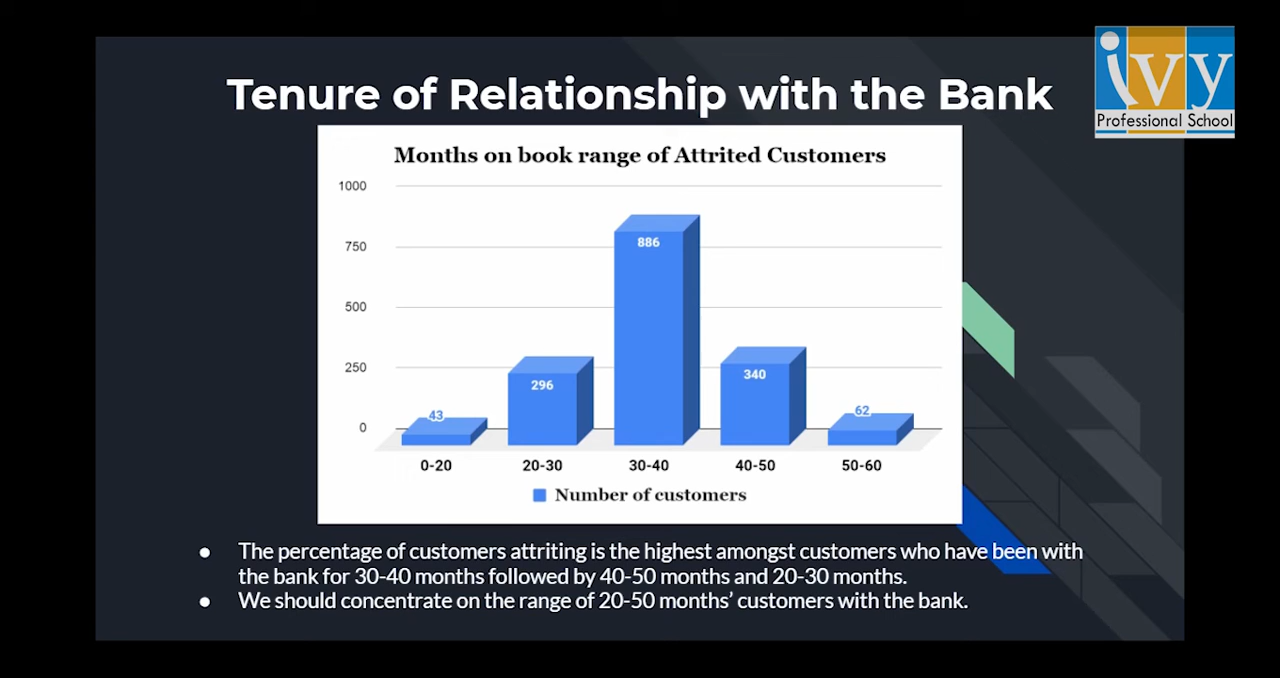 ivy
Professional School
Tenure of Relationship with the Bank
Months on book range of Attrited Customers
1000
750
500
250
0
43
296
886
340
62
0-20
20-30
30-40
40-50
50-60
Number of customers
● The percentage of customers attriting is the highest amongst customers who have been with
the bank for 30-40 months followed by 40-50 months and 20-30 months.
● We should concentrate on the range of 20-50 months’ customers with the bank.